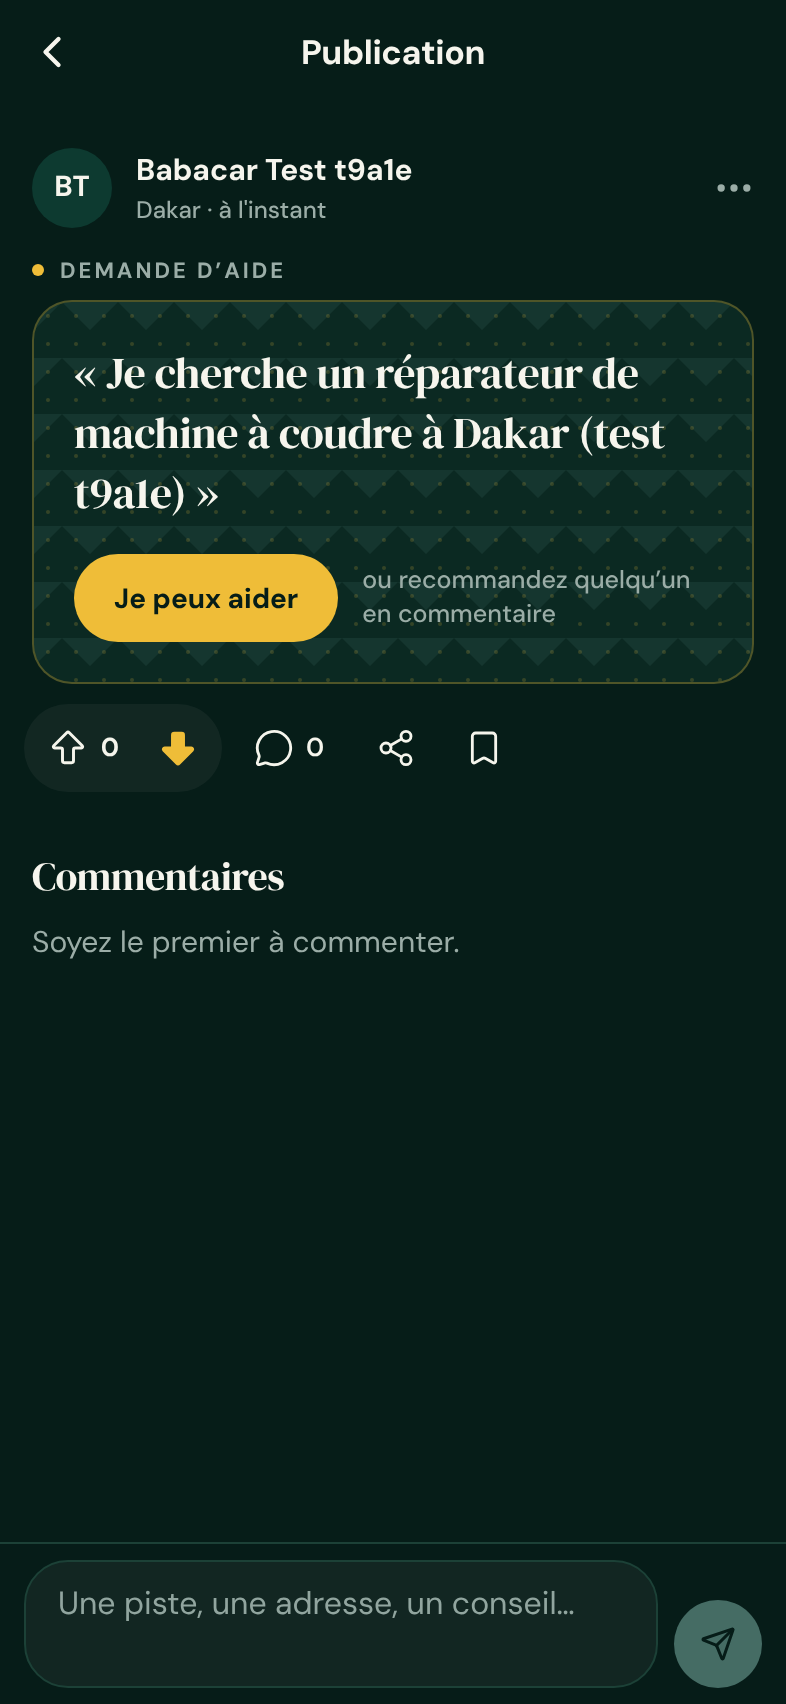 Publication
BT
Babacar Test t9a1e
Dakar · à l'instant
DEMANDE D’AIDE
« Je cherche un réparateur de
machine à coudre à Dakar (test
t9a1e) »
Je peux aider
ou recommandez quelqu’un
en commentaire
0
0
Commentaires
Soyez le premier à commenter.
Une piste, une adresse, un conseil…